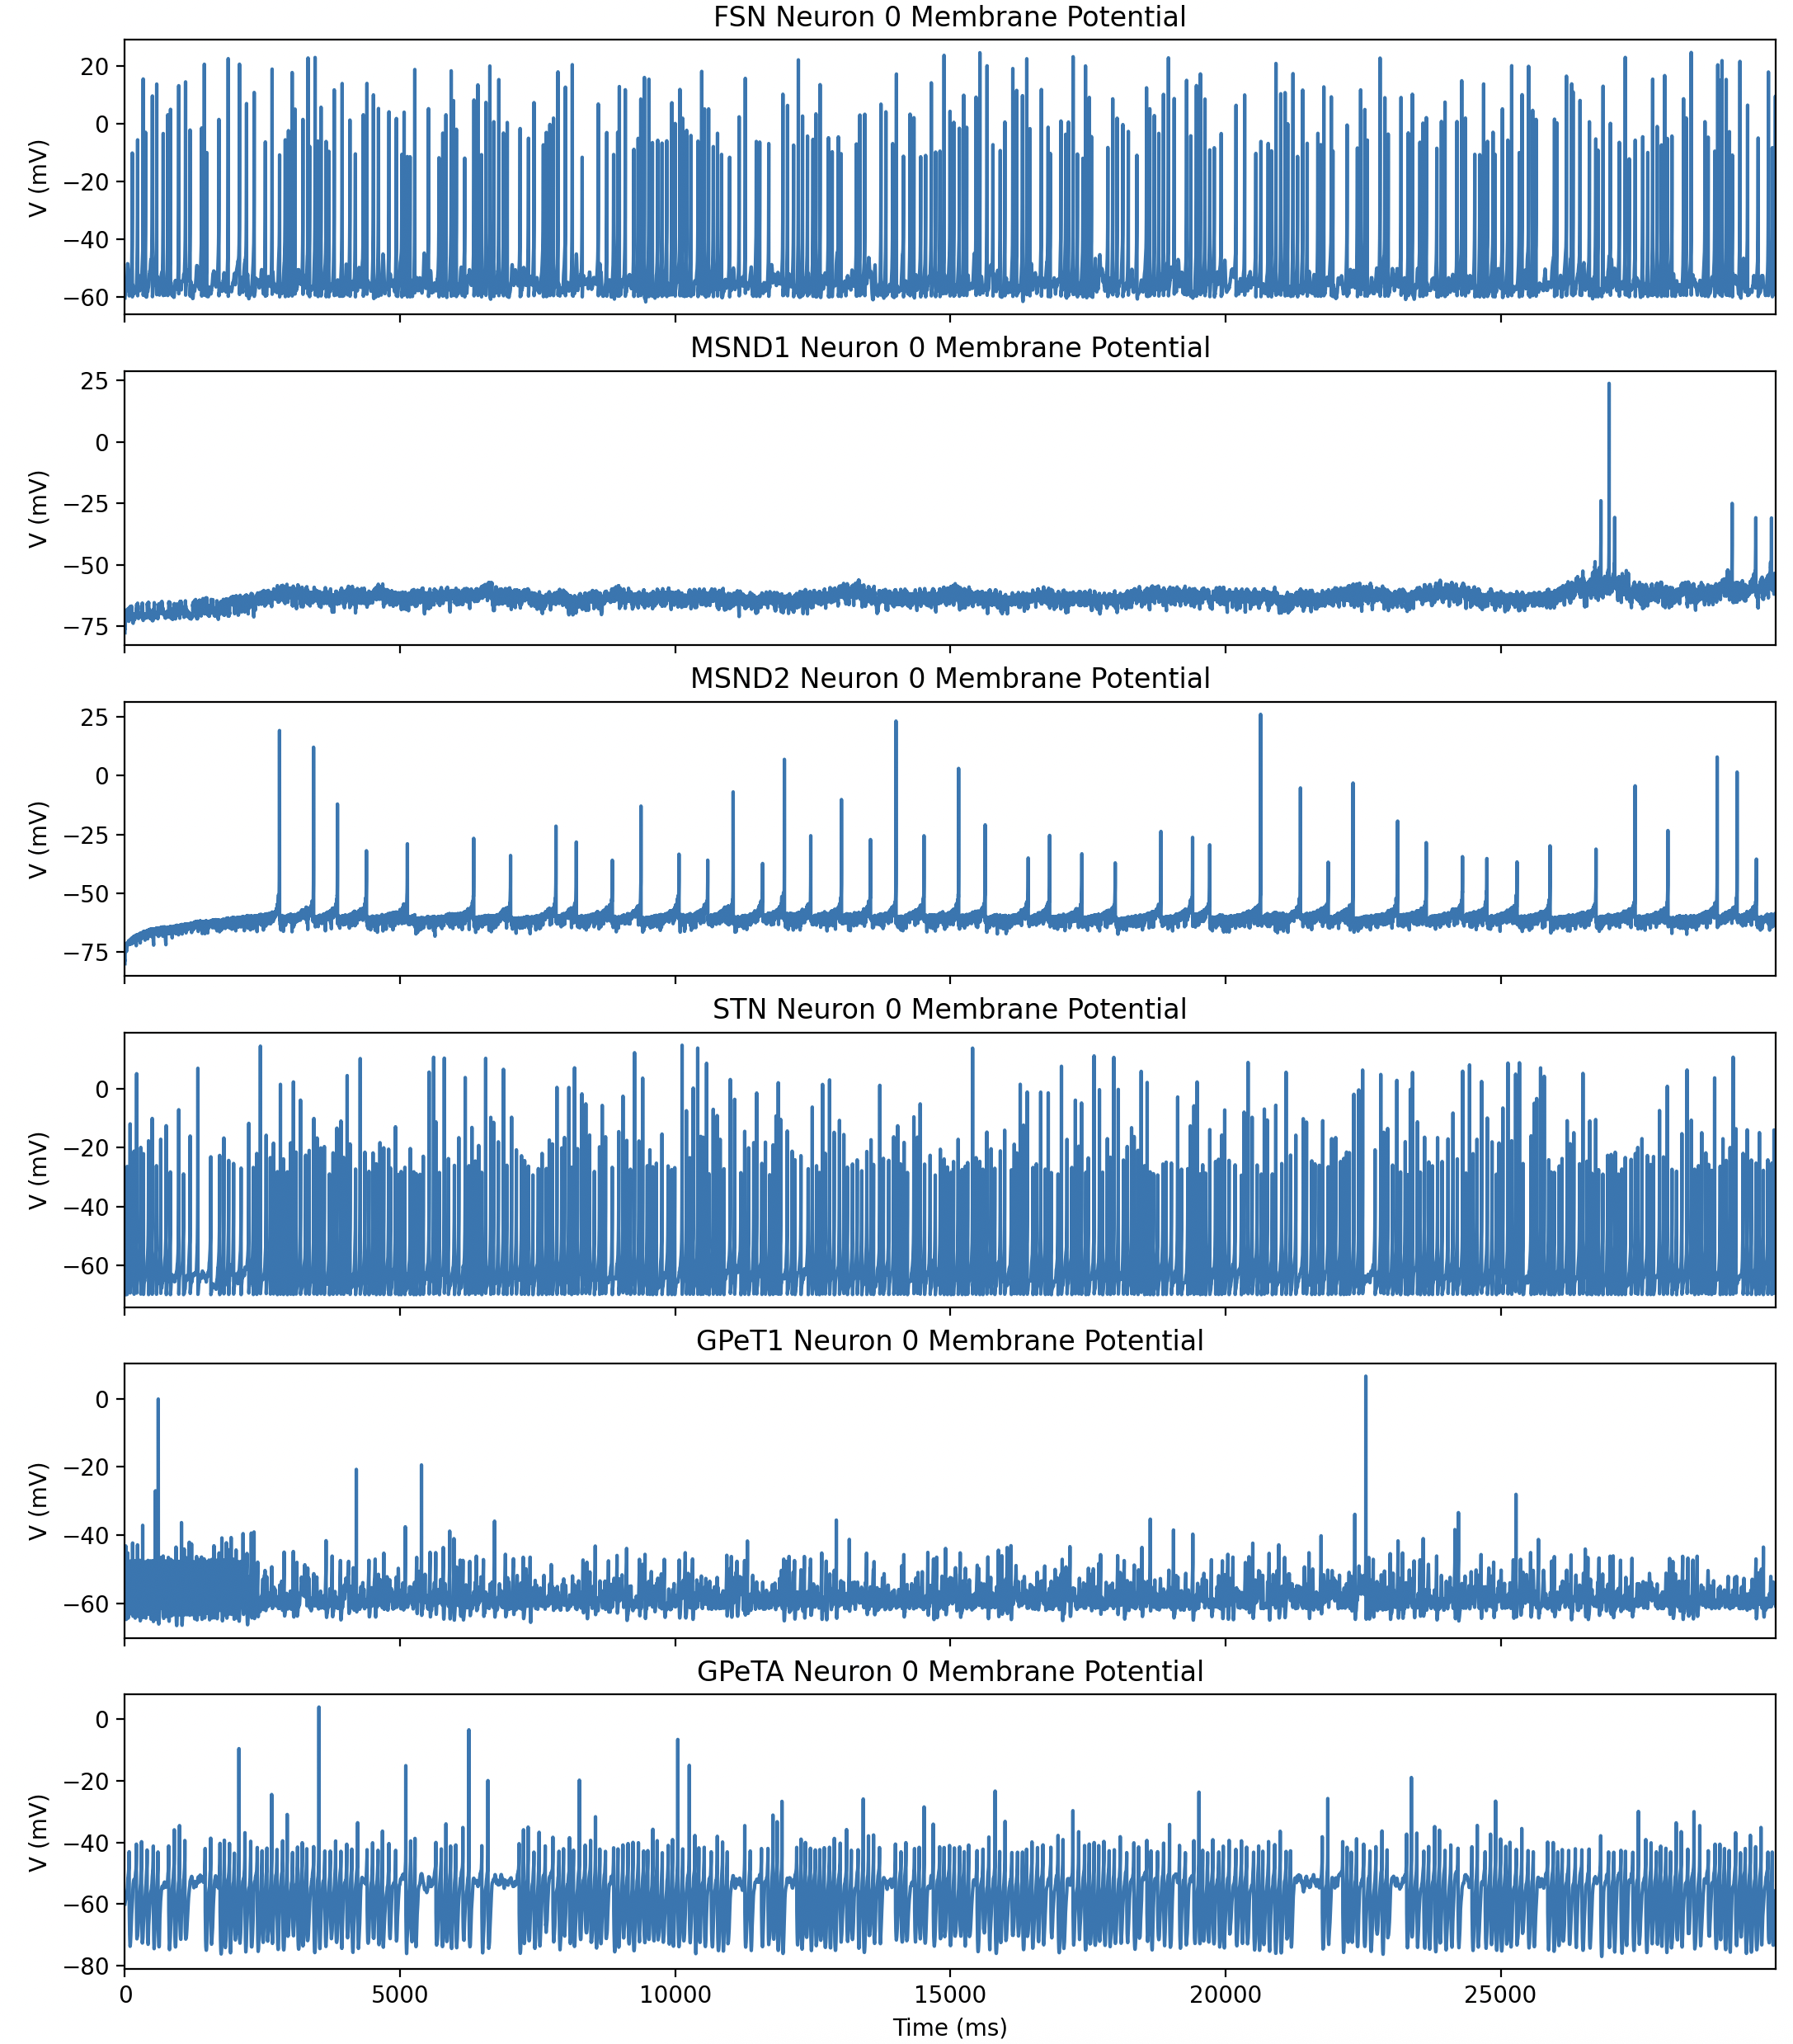 FSN Neuron 0 Membrane Potential
20
0
−20
−40
−60
V (mV)
MSND1 Neuron 0 Membrane Potential
25
0
−25
−50
−75
V (mV)
MSND2 Neuron 0 Membrane Potential
25
0
−25
−50
−75
V (mV)
STN Neuron 0 Membrane Potential
0
−20
−40
−60
V (mV)
GPeT1 Neuron 0 Membrane Potential
0
−20
−40
−60
V (mV)
GPeTA Neuron 0 Membrane Potential
0
−20
−40
−60
−80
V (mV)
0 5000 10000 15000 20000 25000
Time (ms)